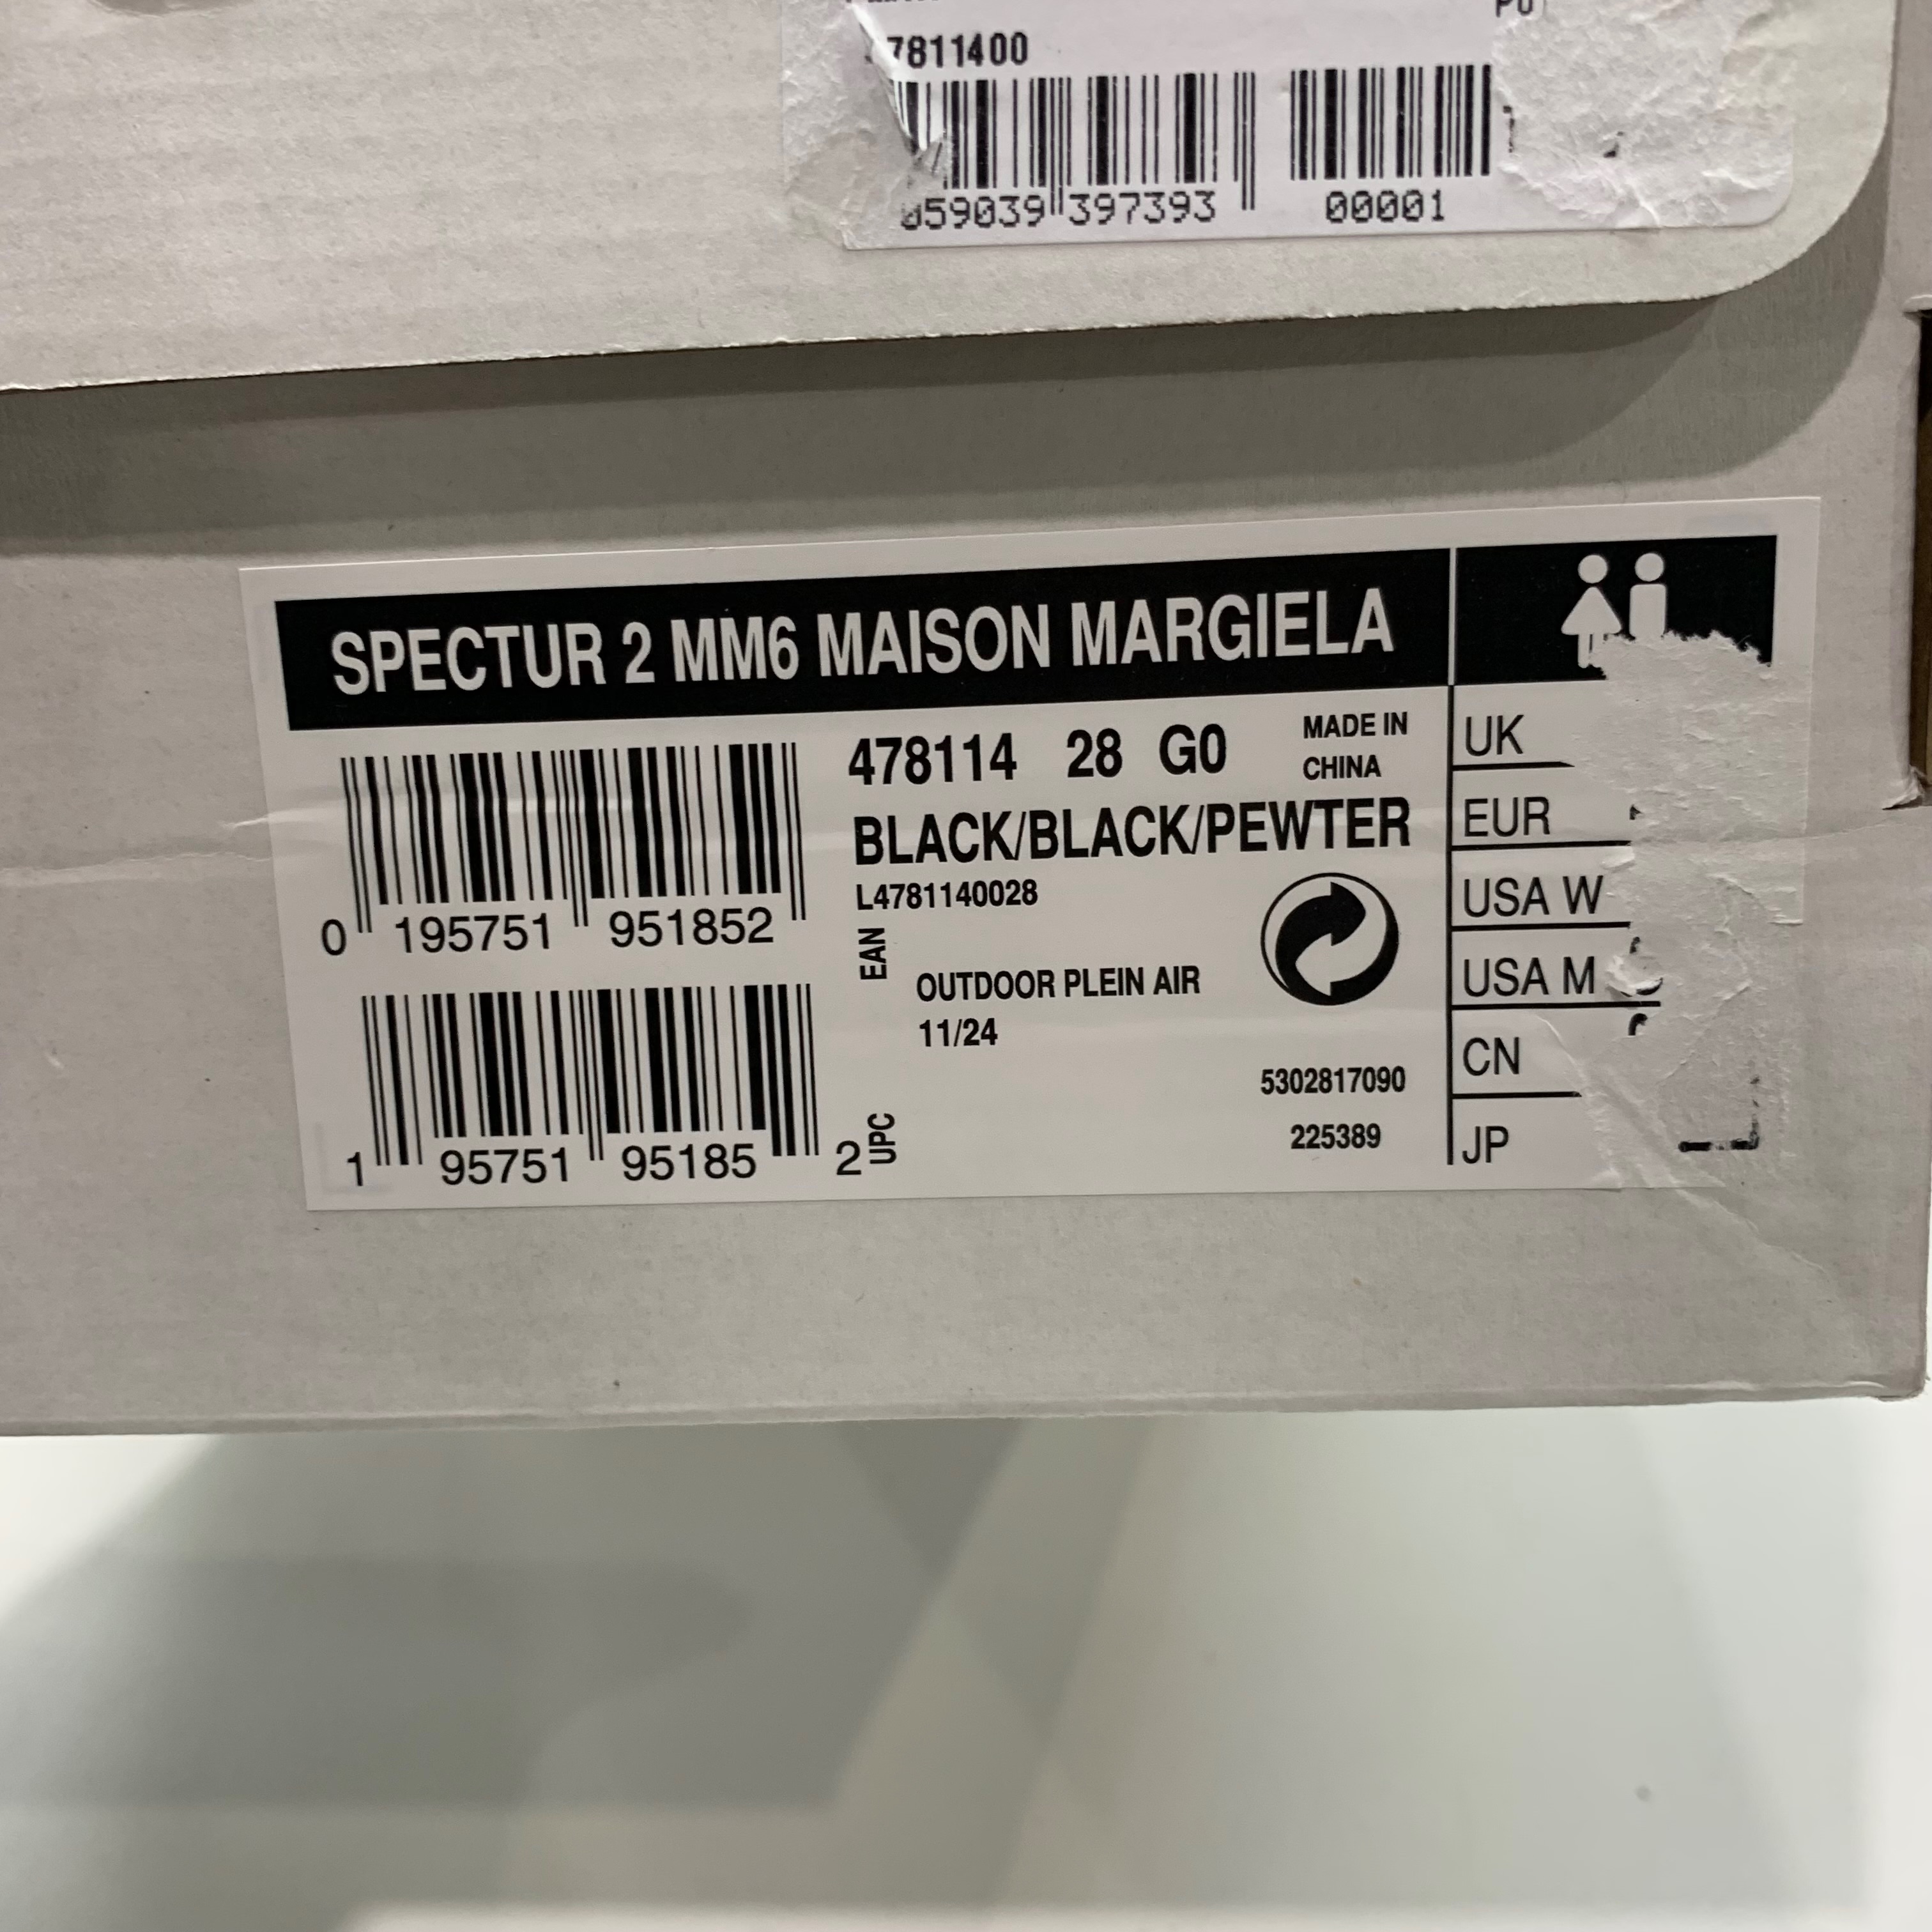 7811400
59039 397393
00001
SPECTUR 2 MM6 MAISON MARGIELA
478114 28 G0
MADE IN
CHINA
BLACK/BLACK/PEWTER
L4781140028
0 195751 951852
EAN
OUTDOOR PLEIN AIR
11/24
1 95751 95185 2
UPC
5302817090
225389
UK
EUR
USA W
USA M
CN
JP